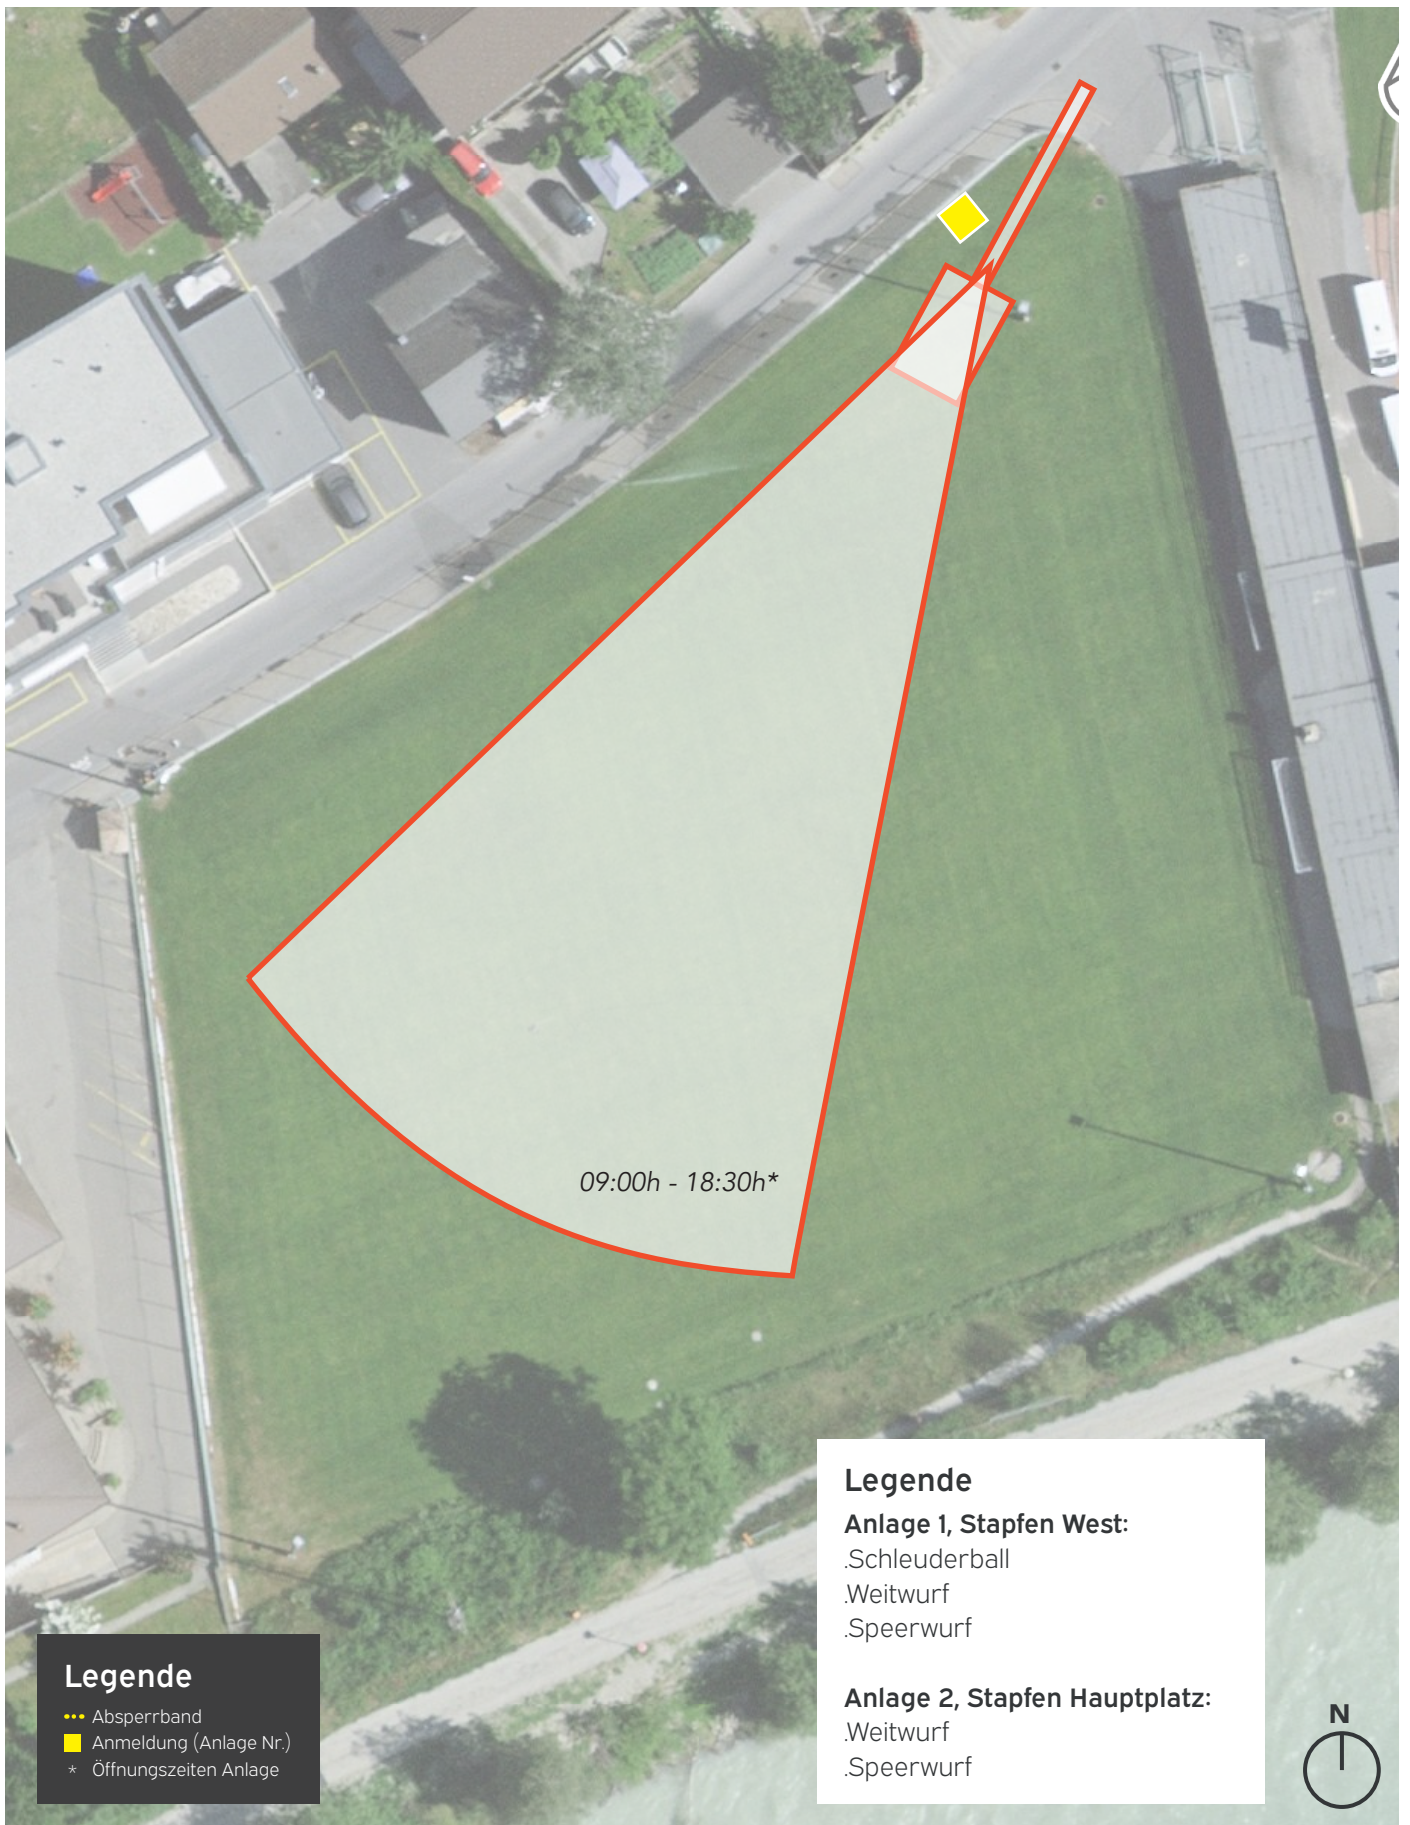 09:00h - 18:30h*
Legende
Anlage 1, Stapfen West:
.Schleuderball
.Weitwurf
.Speerwurf
Anlage 2, Stapfen Hauptplatz:
.Weitwurf
.Speerwurf
Legende
Absperrband
Anmeldung (Anlage Nr.)
* Öffnungszeiten Anlage
N